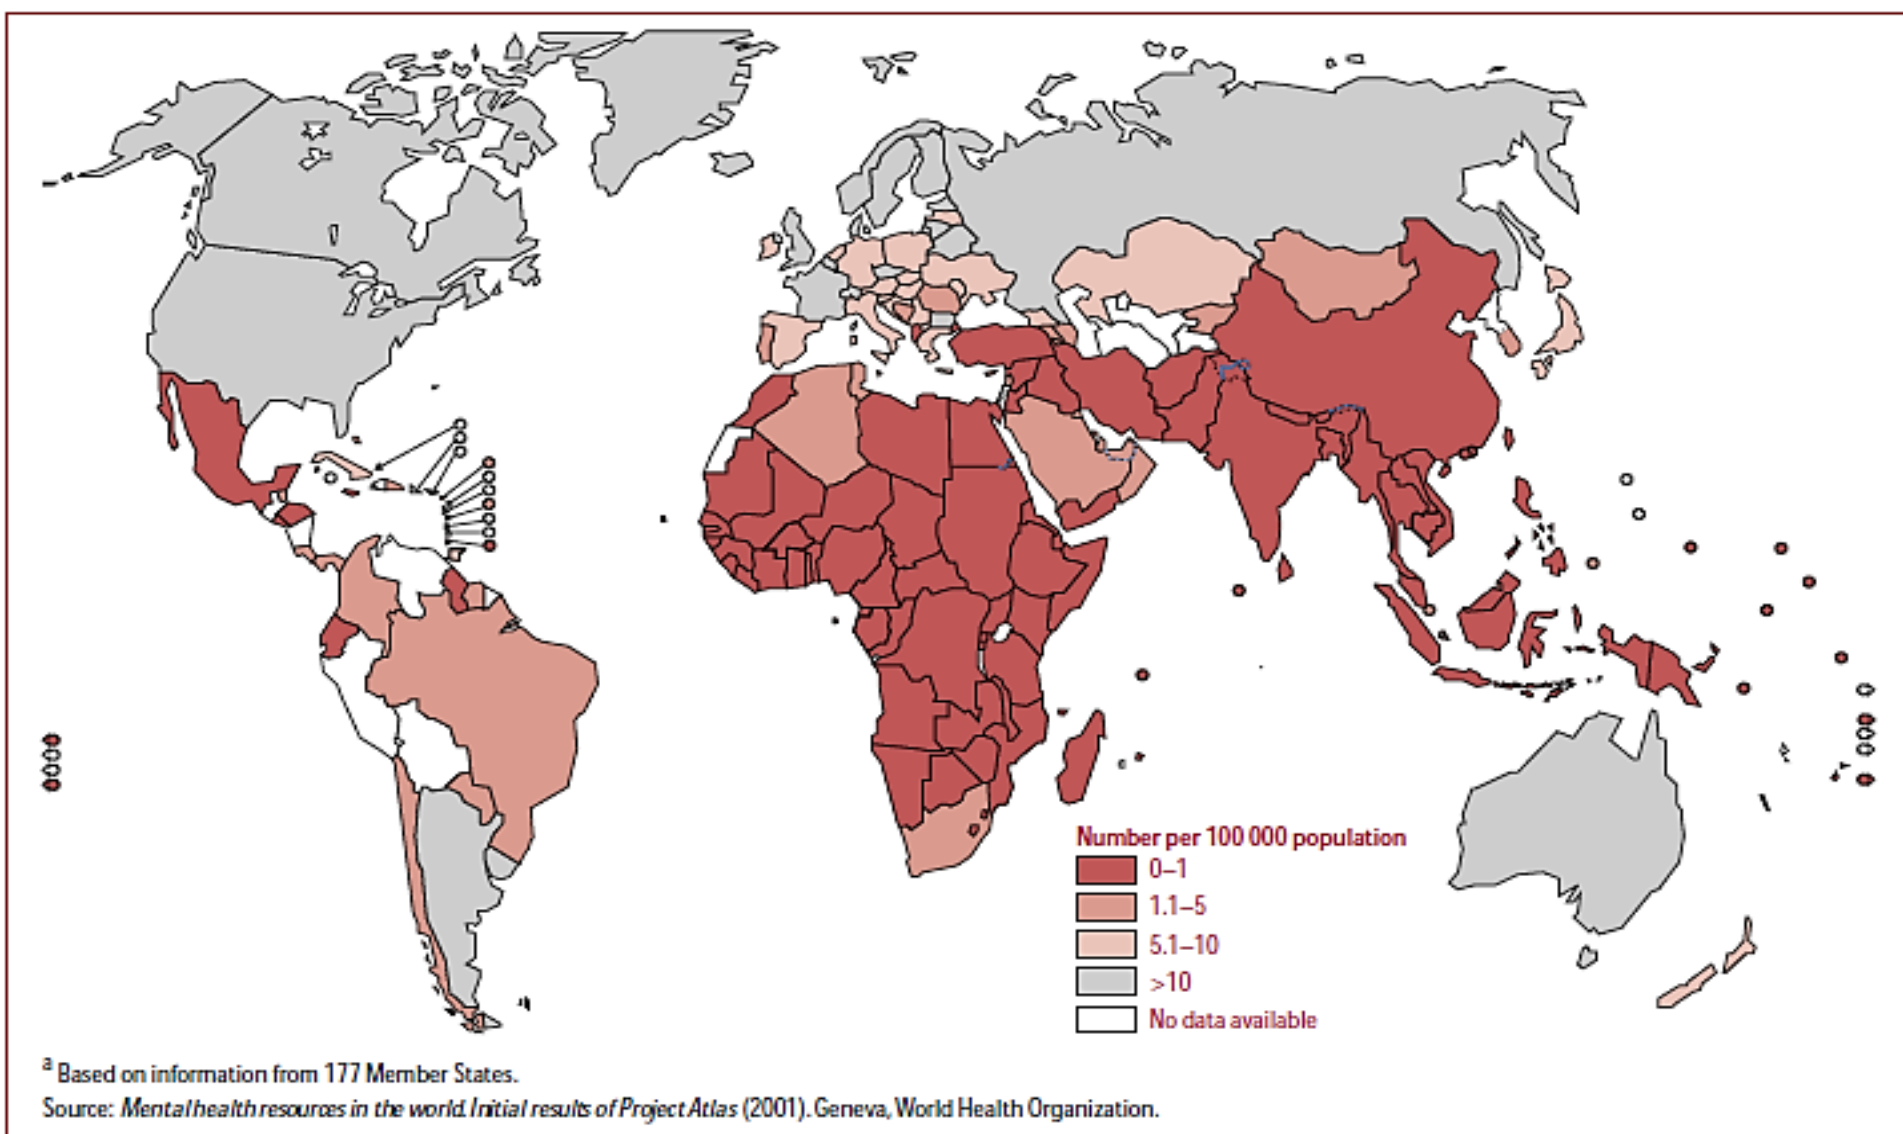 Number per 100 000 population
0–1
1.1–5
5.1–10
>10
No data available
a Based on information from 177 Member States.
Source: Mental health resources in the world. Initial results of Project Atlas (2001). Geneva, World Health Organization.